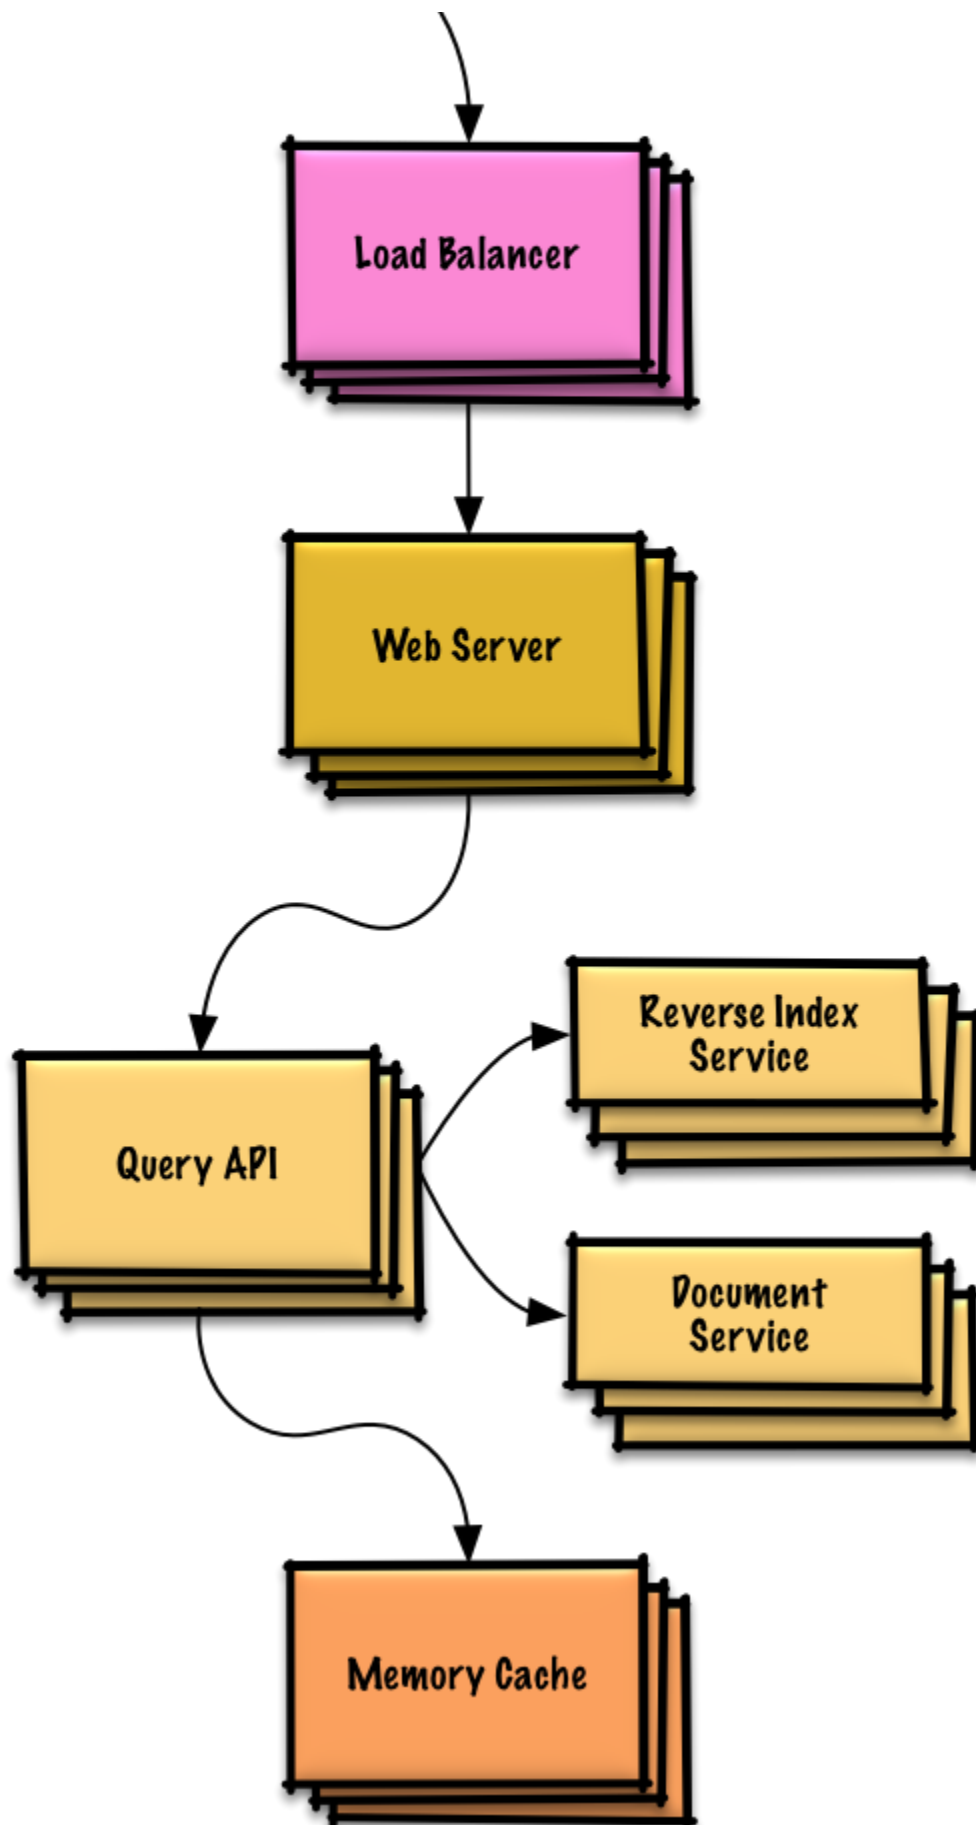 Load Balancer
Web Server
Reverse Index
Service
Query API
Document
Service
Memory Cache